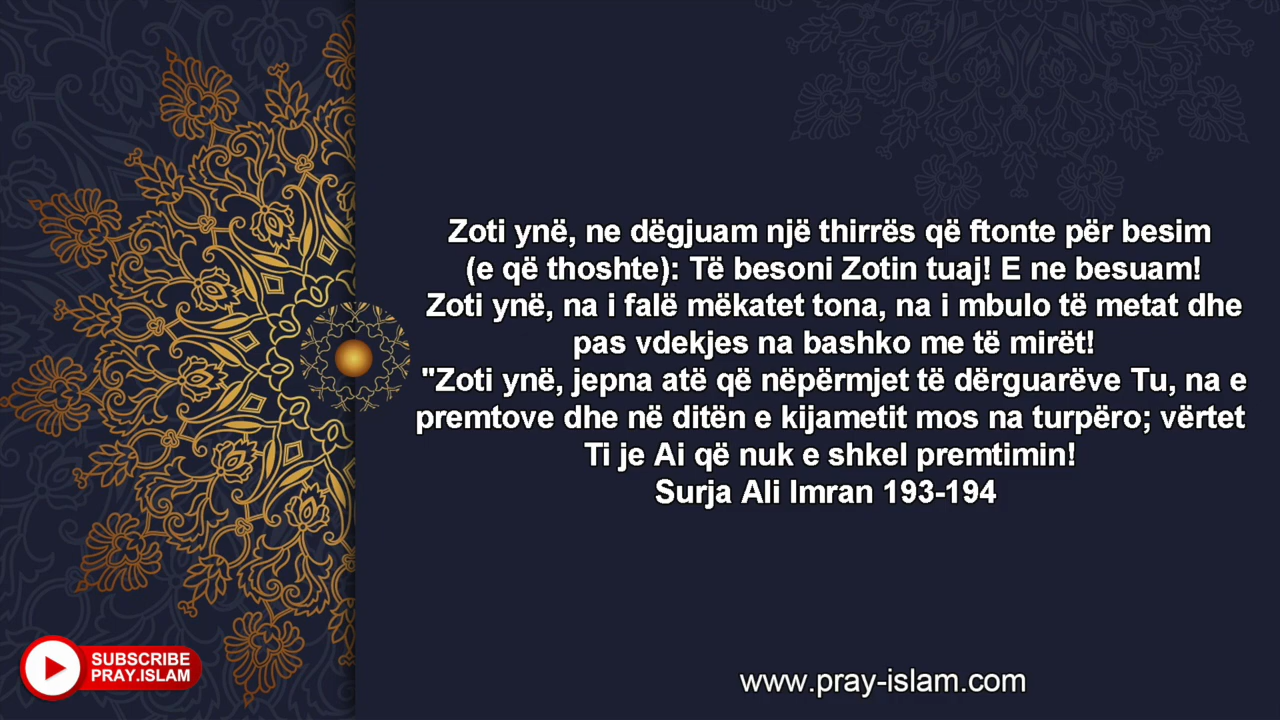 Zoti ynë, ne dëgjuam një thirrës që ftonte për besim
(e që thoshte): Të besoni Zotin tuaj! E ne besuam!
Zoti ynë, na i falë mëkatet tona, na i mbulo të metat dhe
pas vdekjes na bashko me të mirët!
"Zoti ynë, jepna atë që nëpërmjet të dërguarëve Tu, na e
premtove dhe në ditën e kijametit mos na turpëro; vërtet
Ti je Ai që nuk e shkel premtimin!
Surja Ali Imran 193-194
SUBSCRIBE
PRAY.ISLAM
www.pray-islam.com